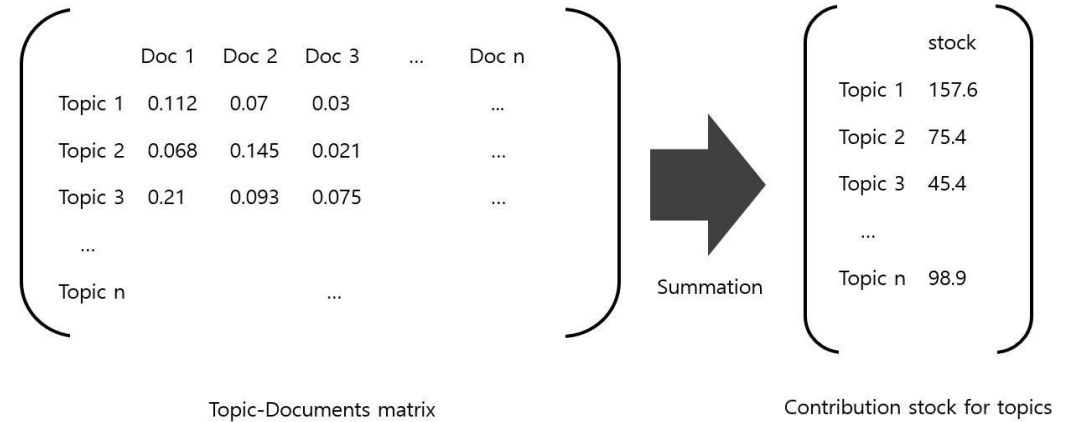 Doc 1 Doc 2 Doc 3 ... Doc n
Topic 1 0.112 0.07 0.03 ...
Topic 2 0.068 0.145 0.021 ...
Topic 3 0.21 0.093 0.075 ...
...
Topic n ...
Topic-Documents matrix
Summation
stock
Topic 1 157.6
Topic 2 75.4
Topic 3 45.4
...
Topic n 98.9
Contribution stock for topics